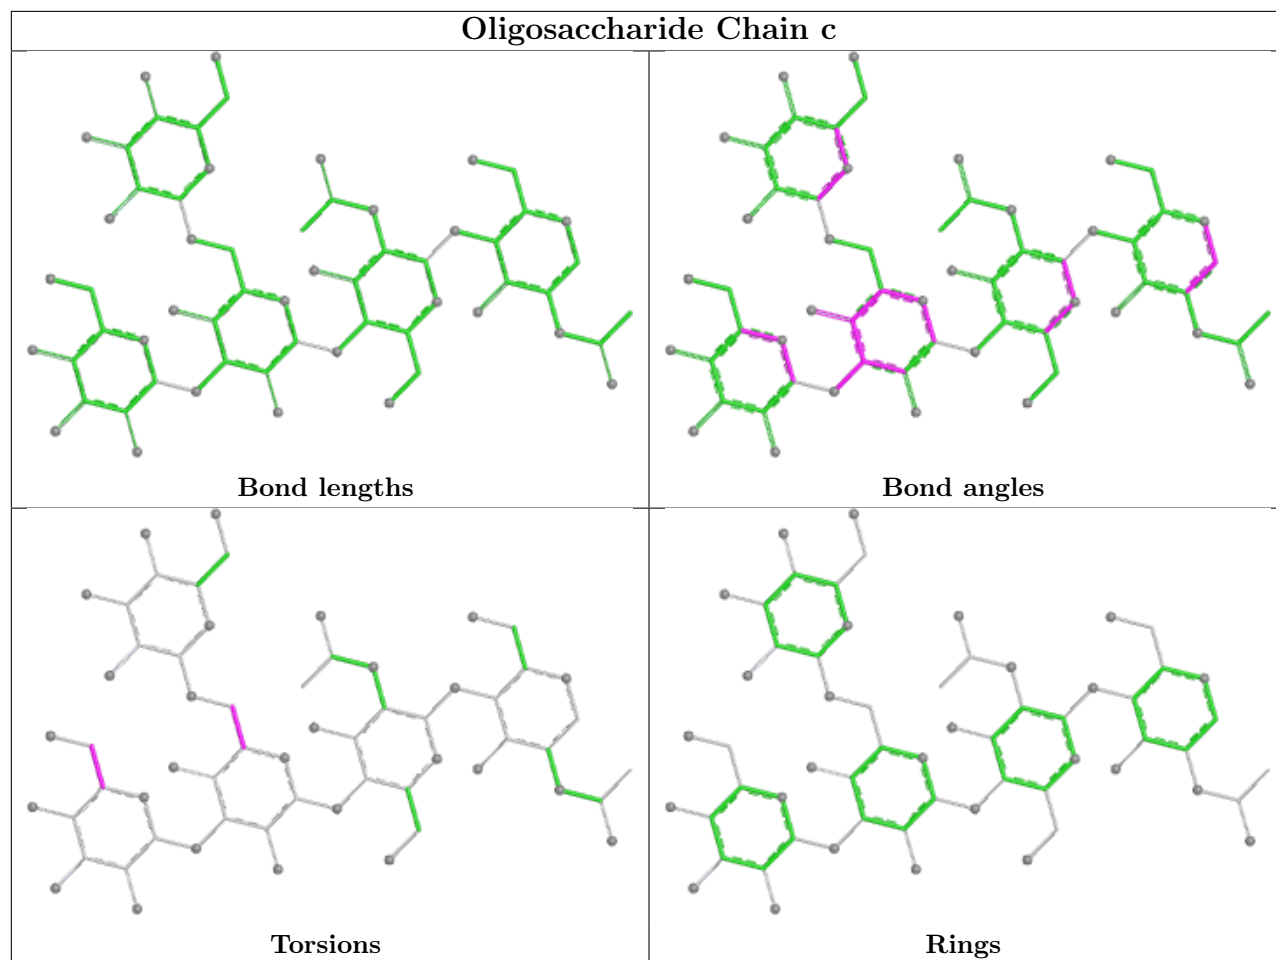 Oligosaccharide Chain c
Bond lengths
Bond angles
Torsions
Rings